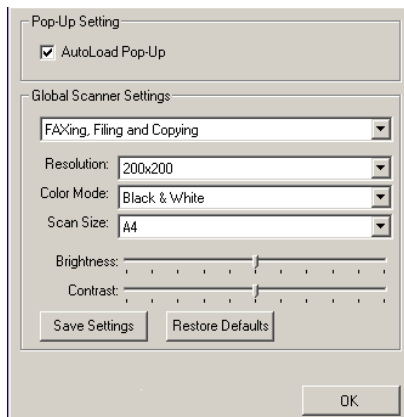 Pop-Up Setting
AutoLoad Pop-Up
Global Scanner Settings
FAXing, Filing and Copying
Resolution: 200x200
Color Mode: Black & White
Scan Size: A4
Brightness:
Contrast:
Save Settings Restore Defaults
OK